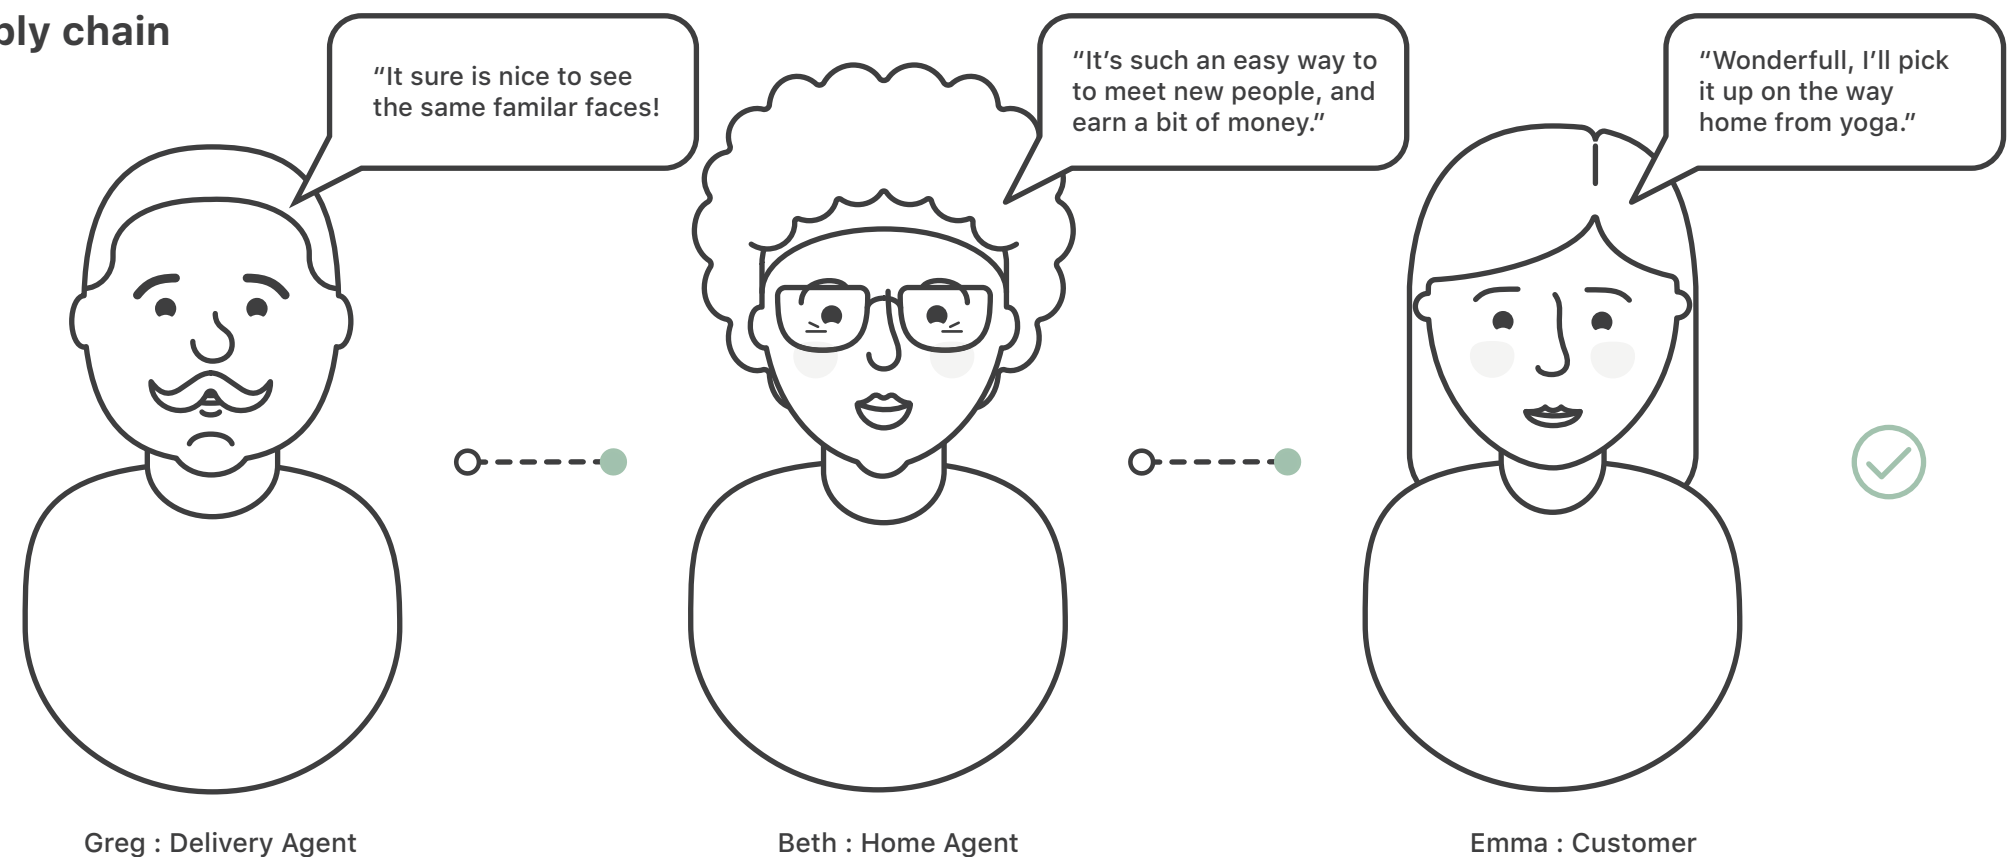 ply chain
“It sure is nice to see
the same familar faces!
“It’s such an easy way to
to meet new people, and
earn a bit of money.”
“Wonderfull, I’ll pick
it up on the way
home from yoga.”
Greg : Delivery Agent
Beth : Home Agent
Emma : Customer